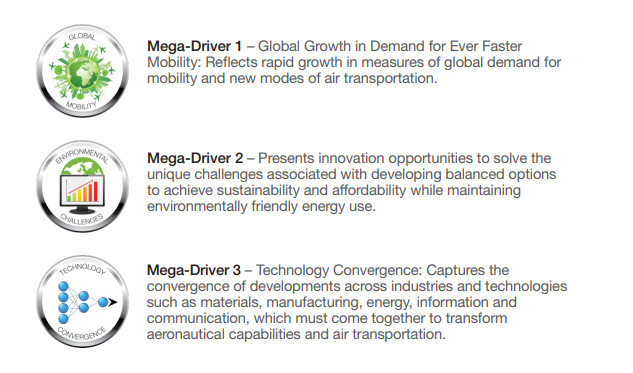 GLOBAL
MOBILITY
Mega-Driver 1 – Global Growth in Demand for Ever Faster
Mobility: Reflects rapid growth in measures of global demand for
mobility and new modes of air transportation.
ENVIRONMENTAL
CHALLENGES
Mega-Driver 2 – Presents innovation opportunities to solve the
unique challenges associated with developing balanced options
to achieve sustainability and affordability while maintaining
environmentally friendly energy use.
TECHNOLOGY
CONVERGENCE
Mega-Driver 3 – Technology Convergence: Captures the
convergence of developments across industries and technologies
such as materials, manufacturing, energy, information and
communication, which must come together to transform
aeronautical capabilities and air transportation.